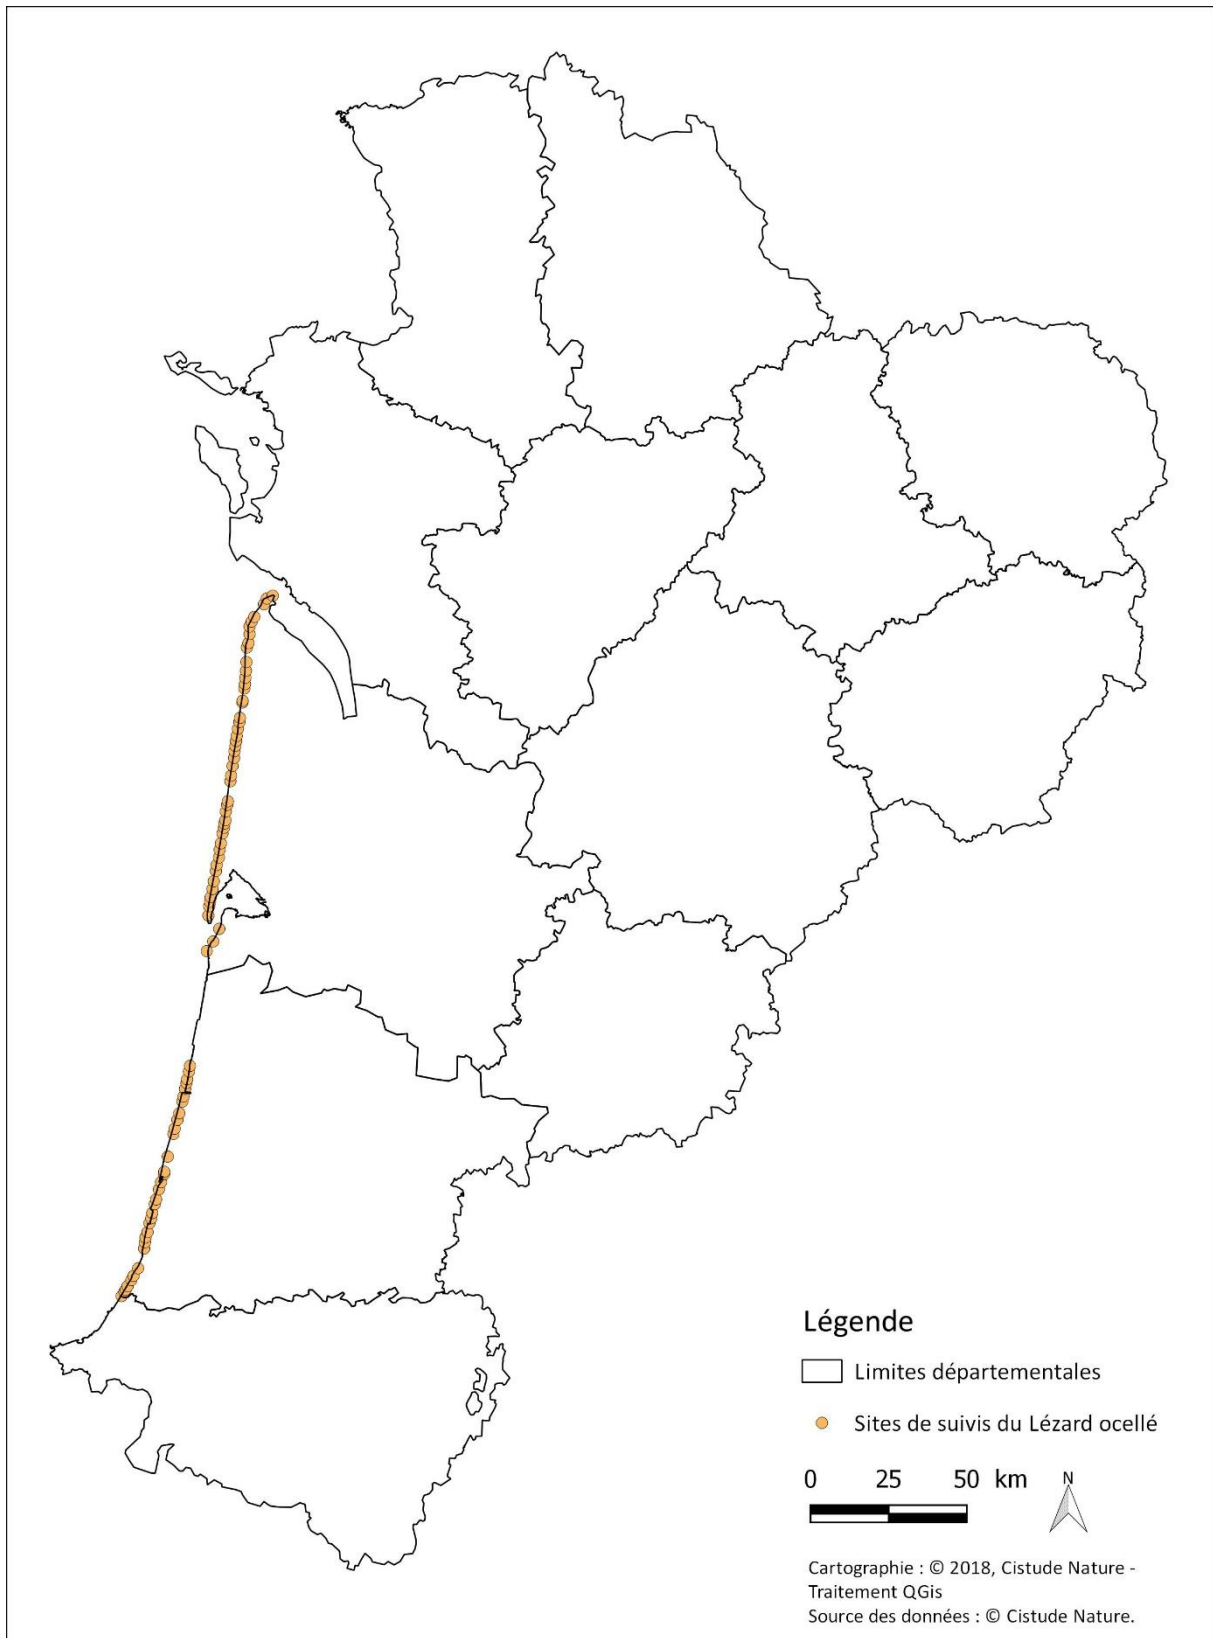 Légende
Limites départementales
Sites de suivis du Lézard ocellé
0 25 50 km
N
Cartographie : © 2018, Cistude Nature -
Traitement QGis
Source des données : © Cistude Nature.